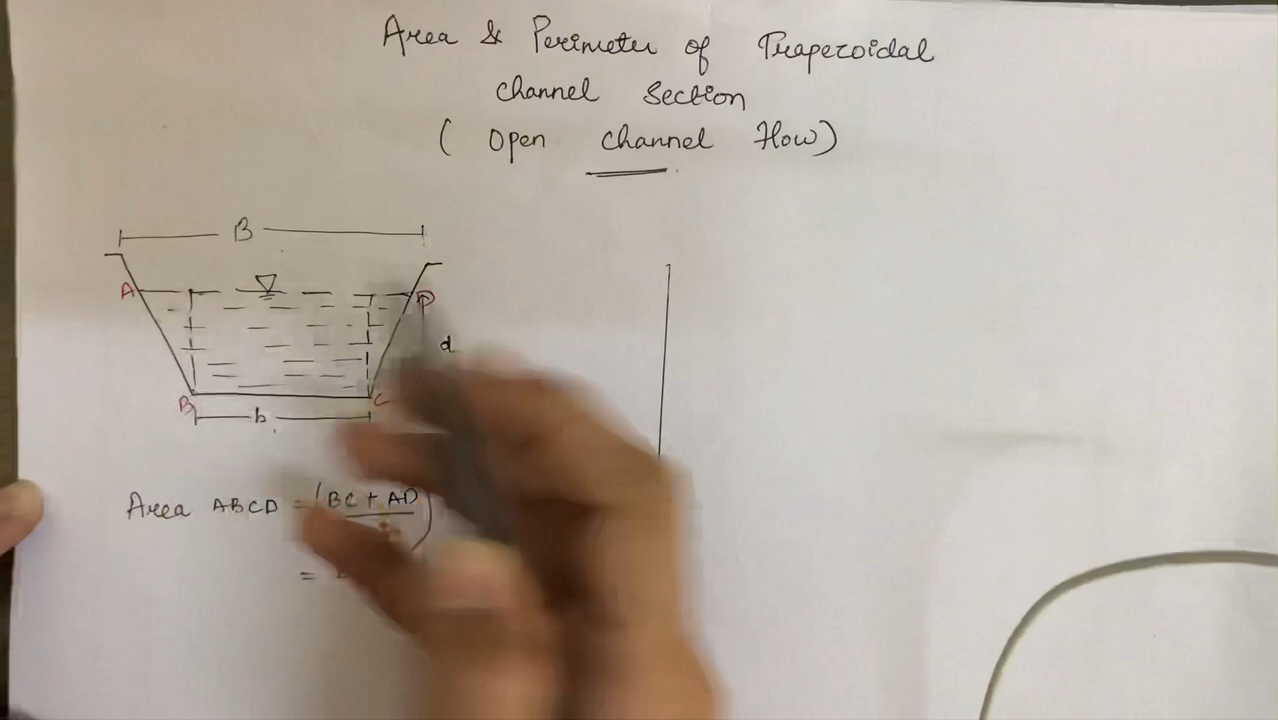 Area & Perimeter of Trapezoidal
channel Section
( Open channel Flow)
B
A
D
d
B
C
b
Area ABCD = (BC + AD)
=